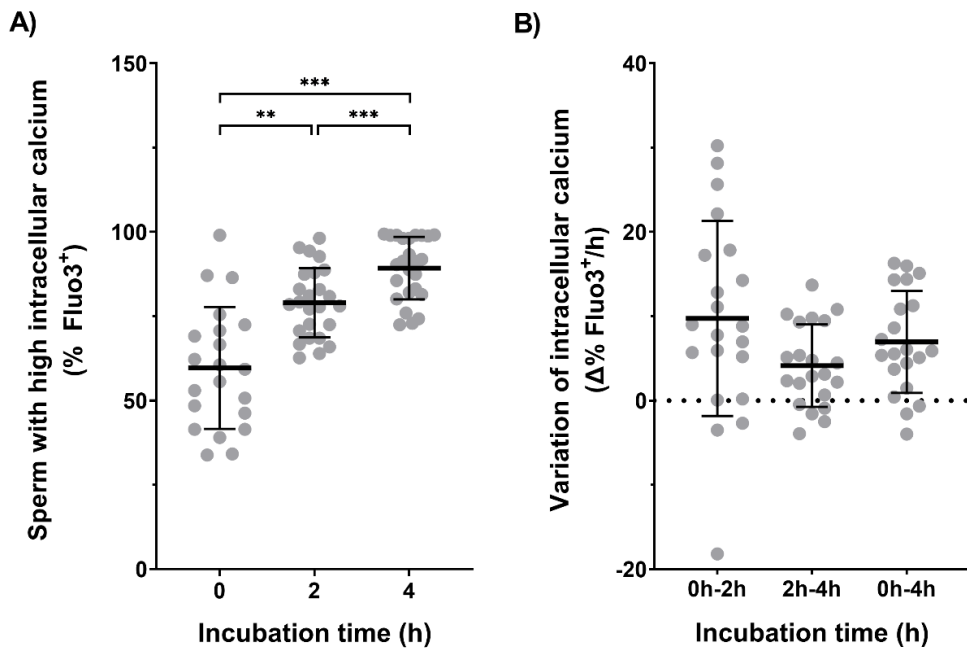 A)
B)
Sperm with high intracellular calcium
(% Fluo3⁺)
150
100
50
0
***
**
***
0
2
4
Incubation time (h)
Variation of intracellular calcium
(Δ% Fluo3⁺/h)
40
20
0
-20
0h-2h
2h-4h
0h-4h
Incubation time (h)